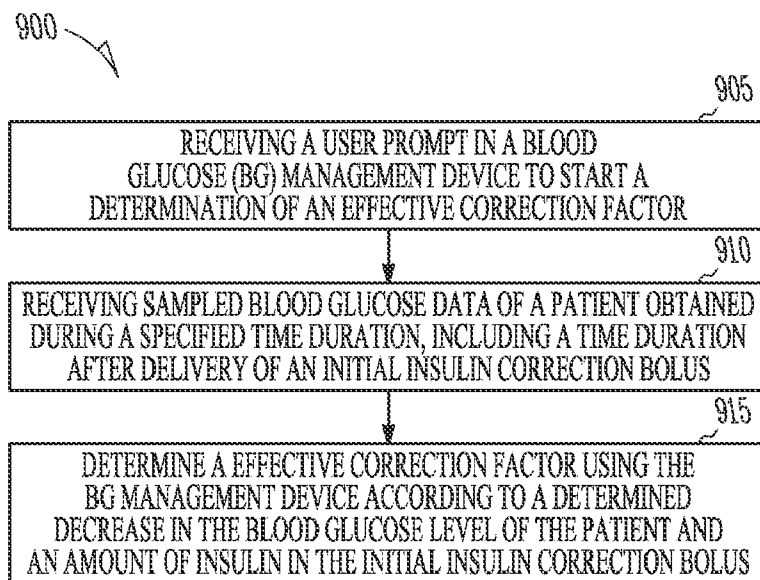 900
905
RECEIVING A USER PROMPT IN A BLOOD
GLUCOSE (BG) MANAGEMENT DEVICE TO START A
DETERMINATION OF AN EFFECTIVE CORRECTION FACTOR
910
RECEIVING SAMPLED BLOOD GLUCOSE DATA OF A PATIENT OBTAINED
DURING A SPECIFIED TIME DURATION, INCLUDING A TIME DURATION
AFTER DELIVERY OF AN INITIAL INSULIN CORRECTION BOLUS
915
DETERMINE A EFFECTIVE CORRECTION FACTOR USING THE
BG MANAGEMENT DEVICE ACCORDING TO A DETERMINED
DECREASE IN THE BLOOD GLUCOSE LEVEL OF THE PATIENT AND
AN AMOUNT OF INSULIN IN THE INITIAL INSULIN CORRECTION BOLUS